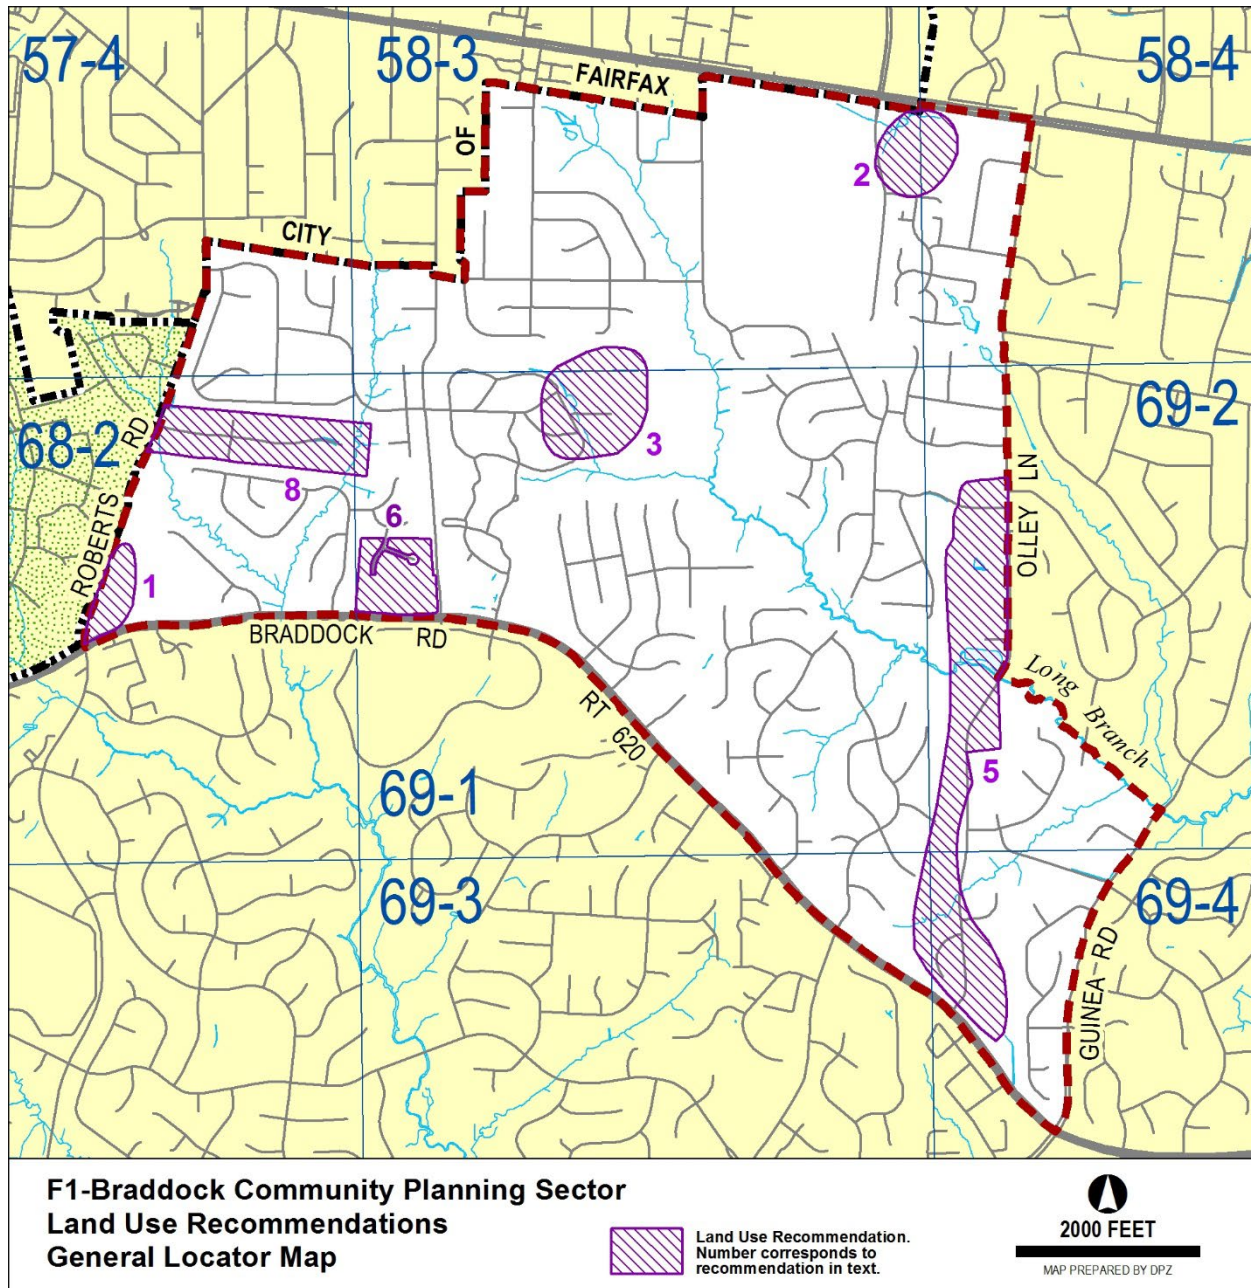 57-4
58-3
58-4
FAIRFAX
OF
2
CITY
69-2
68-2
RD
3
8
OLLEY LN
6
ROBERTS
1
BRADDOCK RD
Long Branch
RT 620
5
69-1
69-3
69-4
GUINEA RD
F1-Braddock Community Planning Sector
Land Use Recommendations
General Locator Map
Land Use Recommendation.
Number corresponds to
recommendation in text.
2000 FEET
MAP PREPARED BY DPZ